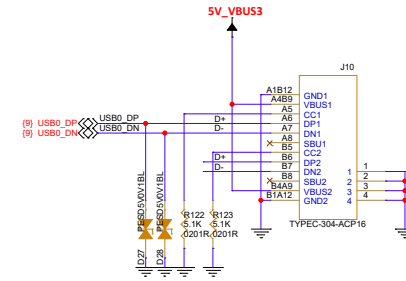 5V_VBUS3
J10
A1B12 GND1
A4B9 VBUS1
A5 CC1
{9} USB0_DP USB0_DP D+ A6 DP1
{9} USB0_DN USB0_DN D- A7 DN1
A8 SBU1
B5 CC2
D+ B6 DP2
D- B7 DN2 1 1
B8 SBU2 2 2
B4A9 VBUS2 3 3
B1A12 GND2 4 4
TYPEC-304-ACP16
PESD5V0V1BL
PESD5V0V1BL
R122
5.1K
0201R
R123
5.1K
0201R
D27
D28